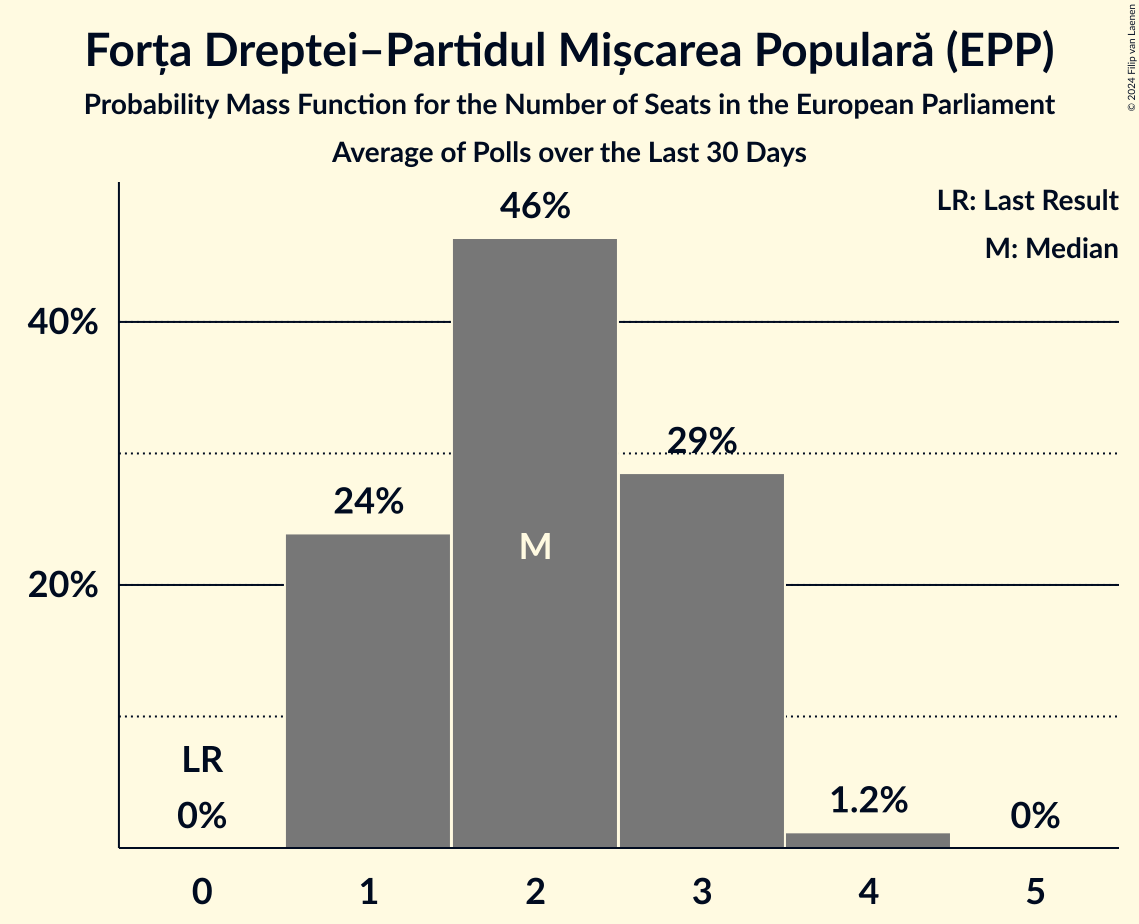 Forța Dreptei–Partidul Mișcarea Populară (EPP)
Probability Mass Function for the Number of Seats in the European Parliament
Average of Polls over the Last 30 Days
© 2024 Filip van Laenen
LR: Last Result
M: Median
46%
40%
29%
24%
M
20%
LR
0%
1.2%
0%
0 1 2 3 4 5